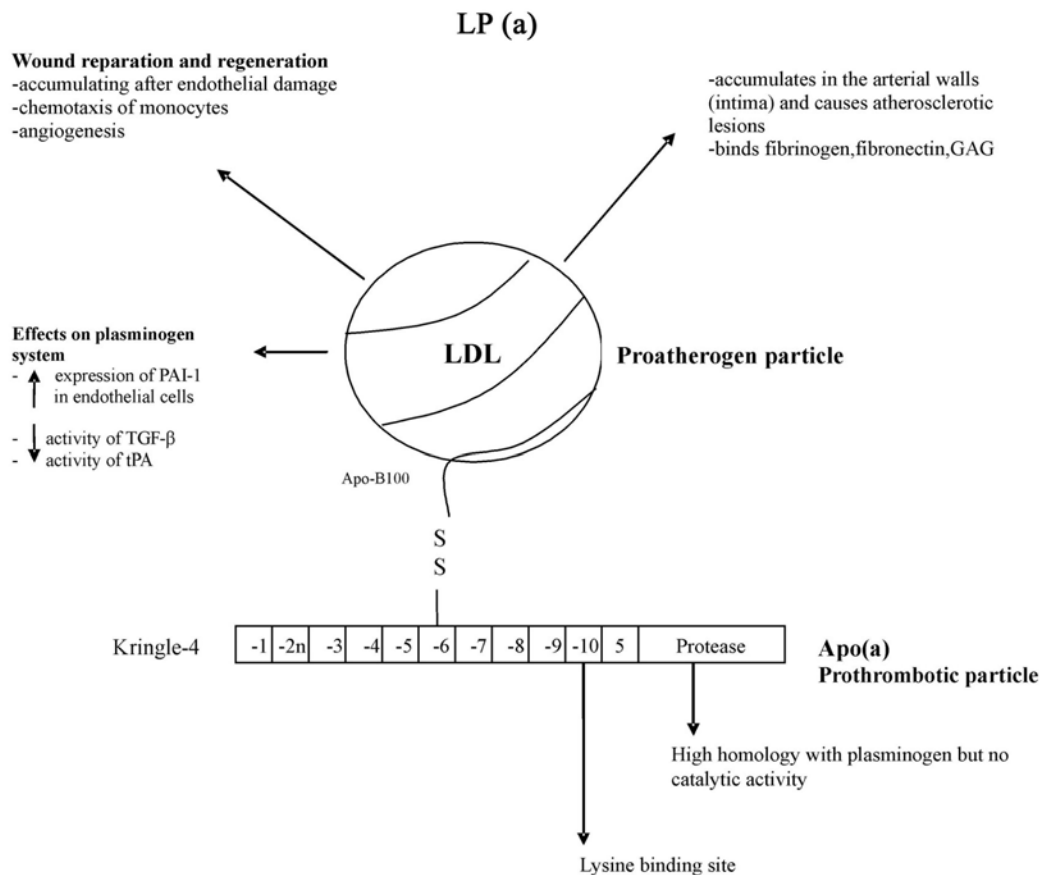 LP (a)
Wound reparation and regeneration
-accumulating after endothelial damage
-chemotaxis of monocytes
-angiogenesis
-accumulates in the arterial walls
(intima) and causes atherosclerotic
lesions
-binds fibrinogen,fibronectin,GAG
Effects on plasminogen
system
- expression of PAI-1
in endothelial cells
- activity of TGF-β
- activity of tPA
LDL
Proatherogen particle
Apo-B100
S
S
Kringle-4
-1 -2n -3 -4 -5 -6 -7 -8 -9 -10 5 Protease
Apo(a)
Prothrombotic particle
High homology with plasminogen but no
catalytic activity
Lysine binding site